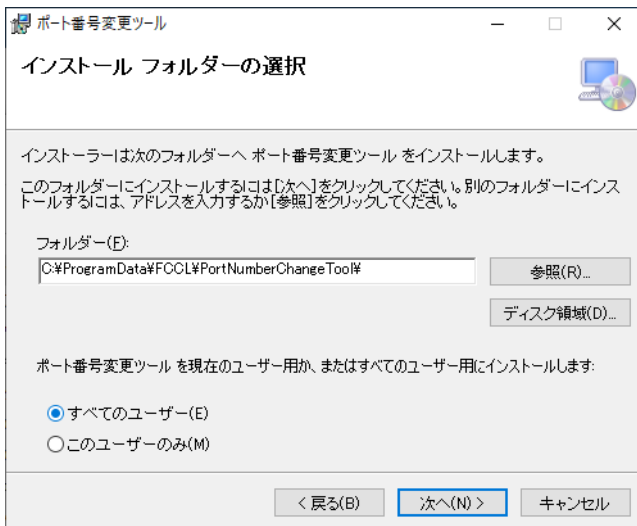 ポート番号変更ツール
インストール フォルダーの選択
インストーラーは次のフォルダーへ ポート番号変更ツール をインストールします。
このフォルダーにインストールするには[次へ]をクリックしてください。別のフォルダーにインス
トールするには、アドレスを入力するか[参照]をクリックしてください。
フォルダー(F):
C:¥ProgramData¥FCCL¥PortNumberChangeTool¥
参照(R)...
ディスク領域(D)...
ポート番号変更ツール を現在のユーザー用か、またはすべてのユーザー用にインストールします:
すべてのユーザー(E)
このユーザーのみ(M)
< 戻る(B)
次へ(N) >
キャンセル